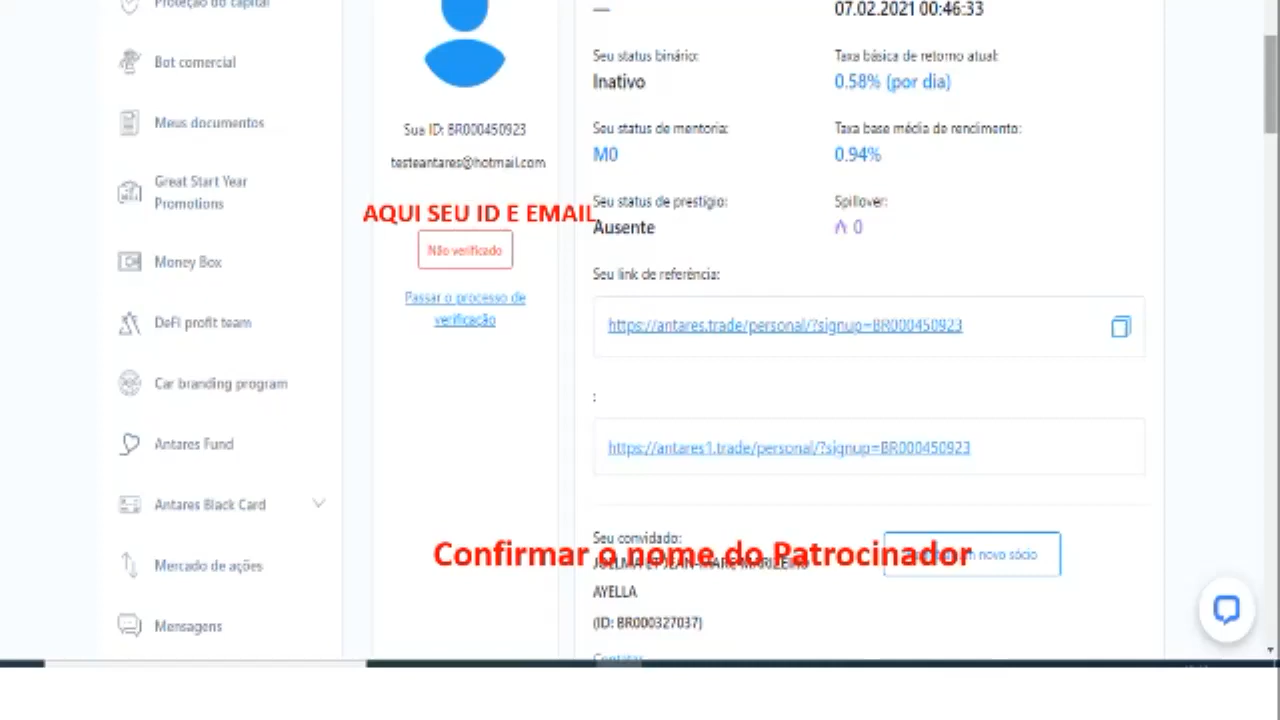 Proteção do capital
Bot comercial
Meus documentos
Great Start Year
Promotions
Money Box
DeFi profit team
Car branding program
Antares Fund
Antares Black Card
Mercado de ações
Mensagens
Sua ID: BR000450923
testeantares@hotmail.com
AQUI SEU ID E EMAIL
Não verificado
Passar o processo de
verificação
—
07.02.2021 00:46:33
Seu status binário:
Inativo
Taxa básica de retorno atual:
0.58% (por dia)
Seu status de mentoria:
M0
Taxa base média de rendimento:
0.94%
Seu status de prestígio:
Ausente
Spillover:
0
Seu link de referência:
https://antares.trade/personal/?signup=BR000450923
:
https://antares1.trade/personal/?signup=BR000450923
Seu convidado:
Confirmar o nome do Patrocinador
novo sócio
AYELLA
(ID: BR000327037)
Contatar